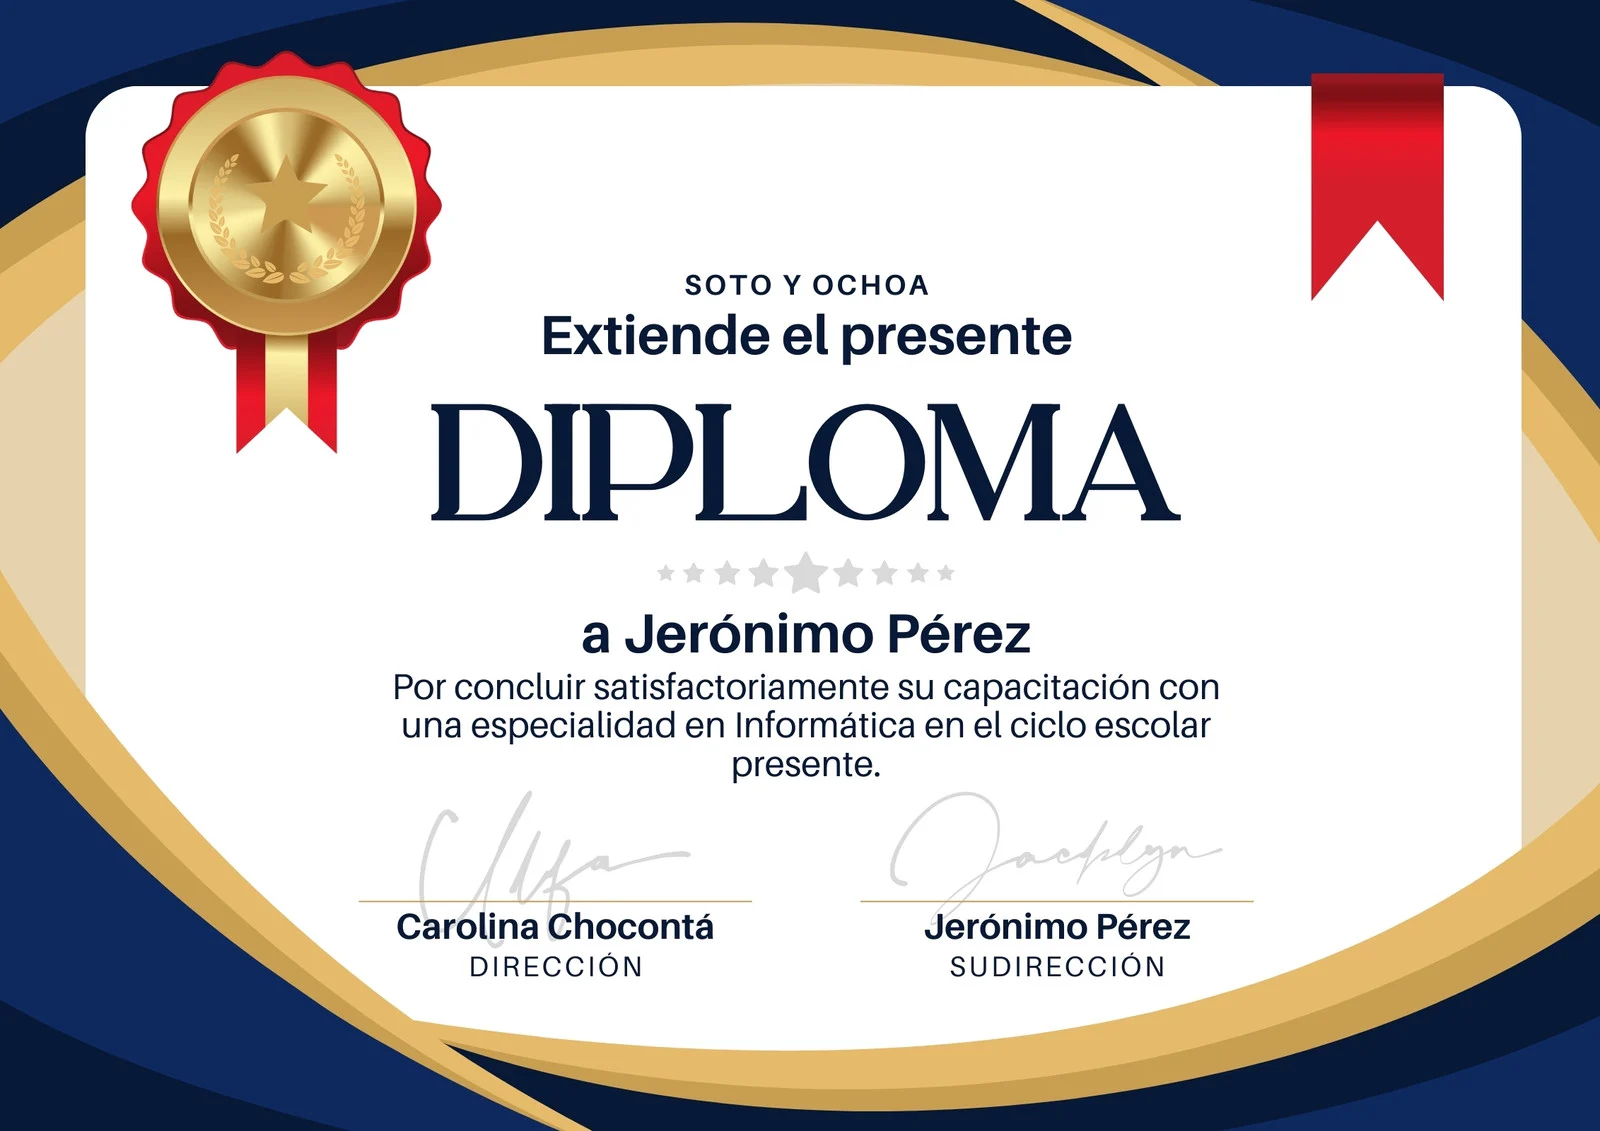 SOTO Y OCHOA
Extiende el presente
DIPLOMA
a Jerónimo Pérez
Por concluir satisfactoriamente su capacitación con
una especialidad en Informática en el ciclo escolar
presente.
Jacklyn
Carolina Chocontá
Jerónimo Pérez
DIRECCIÓN
SUDIRECCIÓN